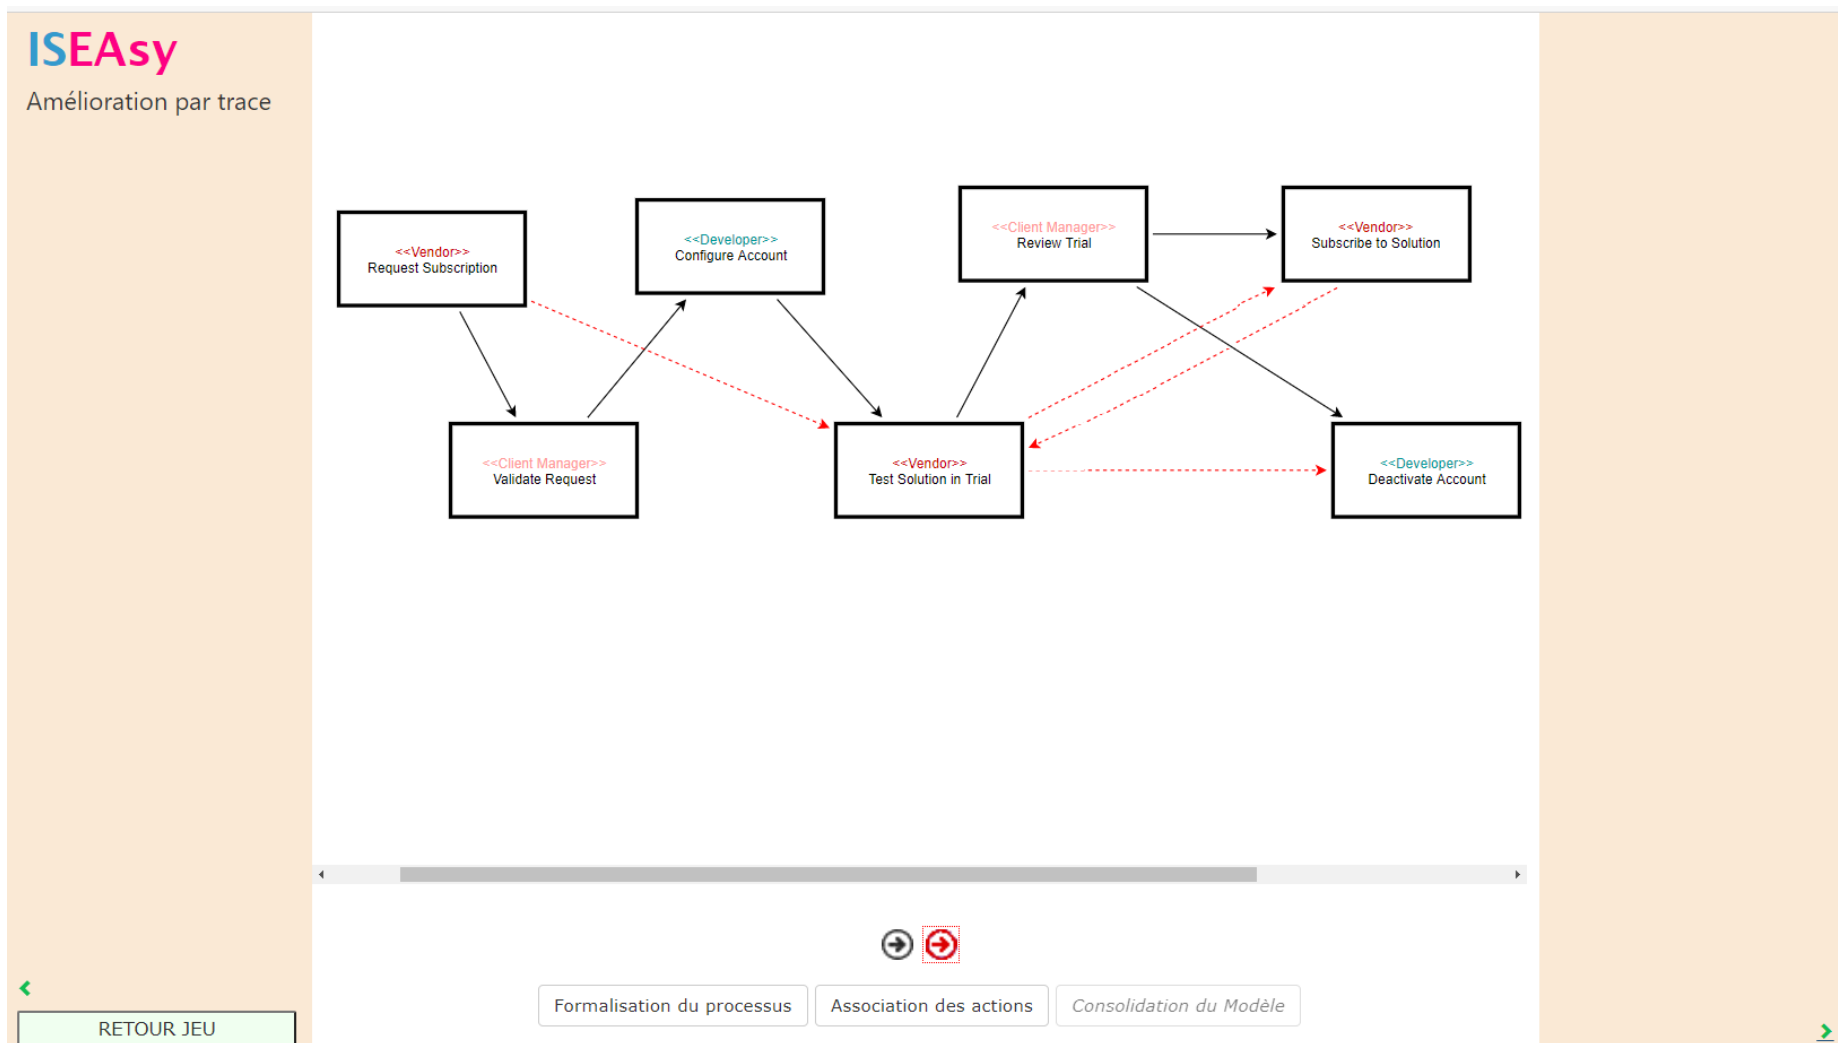 ISEAsy
Amélioration par trace
<<Vendor>>
Request Subscription
<<Developer>>
Configure Account
<<Client Manager>>
Review Trial
<<Vendor>>
Subscribe to Solution
<<Client Manager>>
Validate Request
<<Vendor>>
Test Solution in Trial
<<Developer>>
Deactivate Account
Formalisation du processus
Association des actions
Consolidation du Modèle
RETOUR JEU